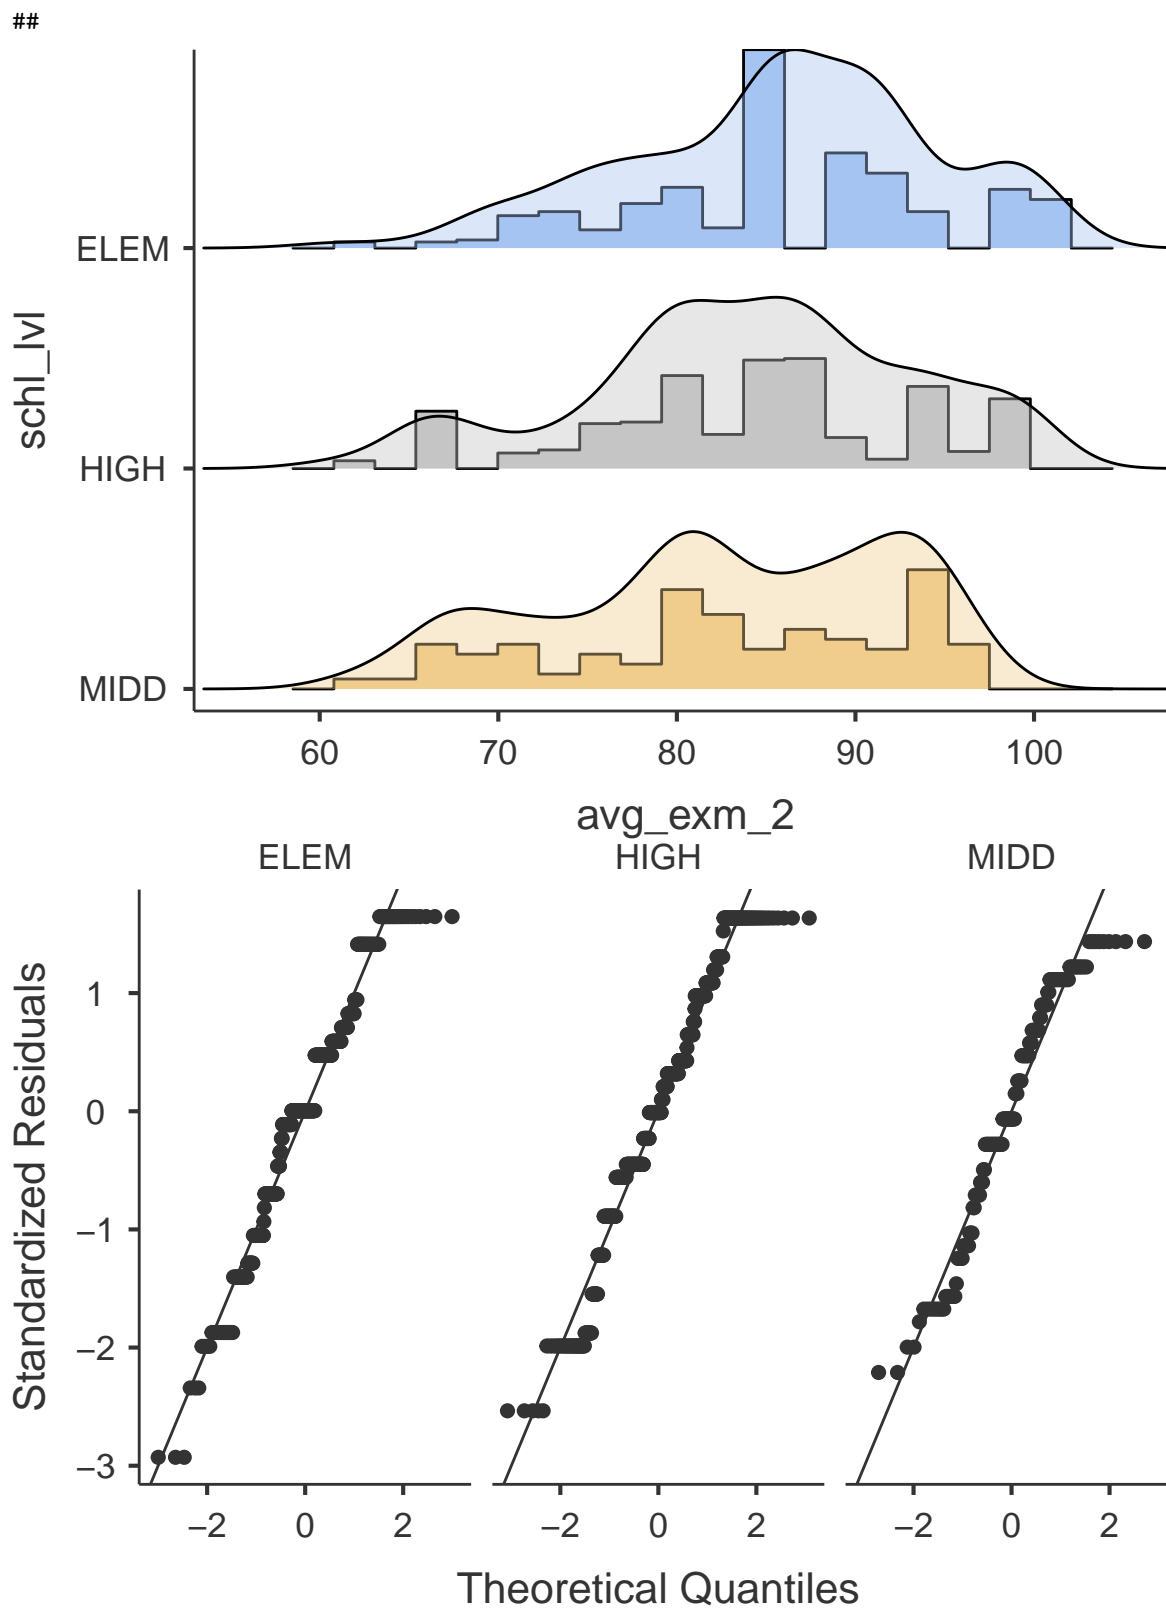 ##
schl_lvl
ELEM
HIGH
MIDD
60 70 80 90 100
avg_exm_2
ELEM HIGH MIDD
Standardized Residuals
1
0
−1
−2
−3
−2 0 2 −2 0 2 −2 0 2
Theoretical Quantiles